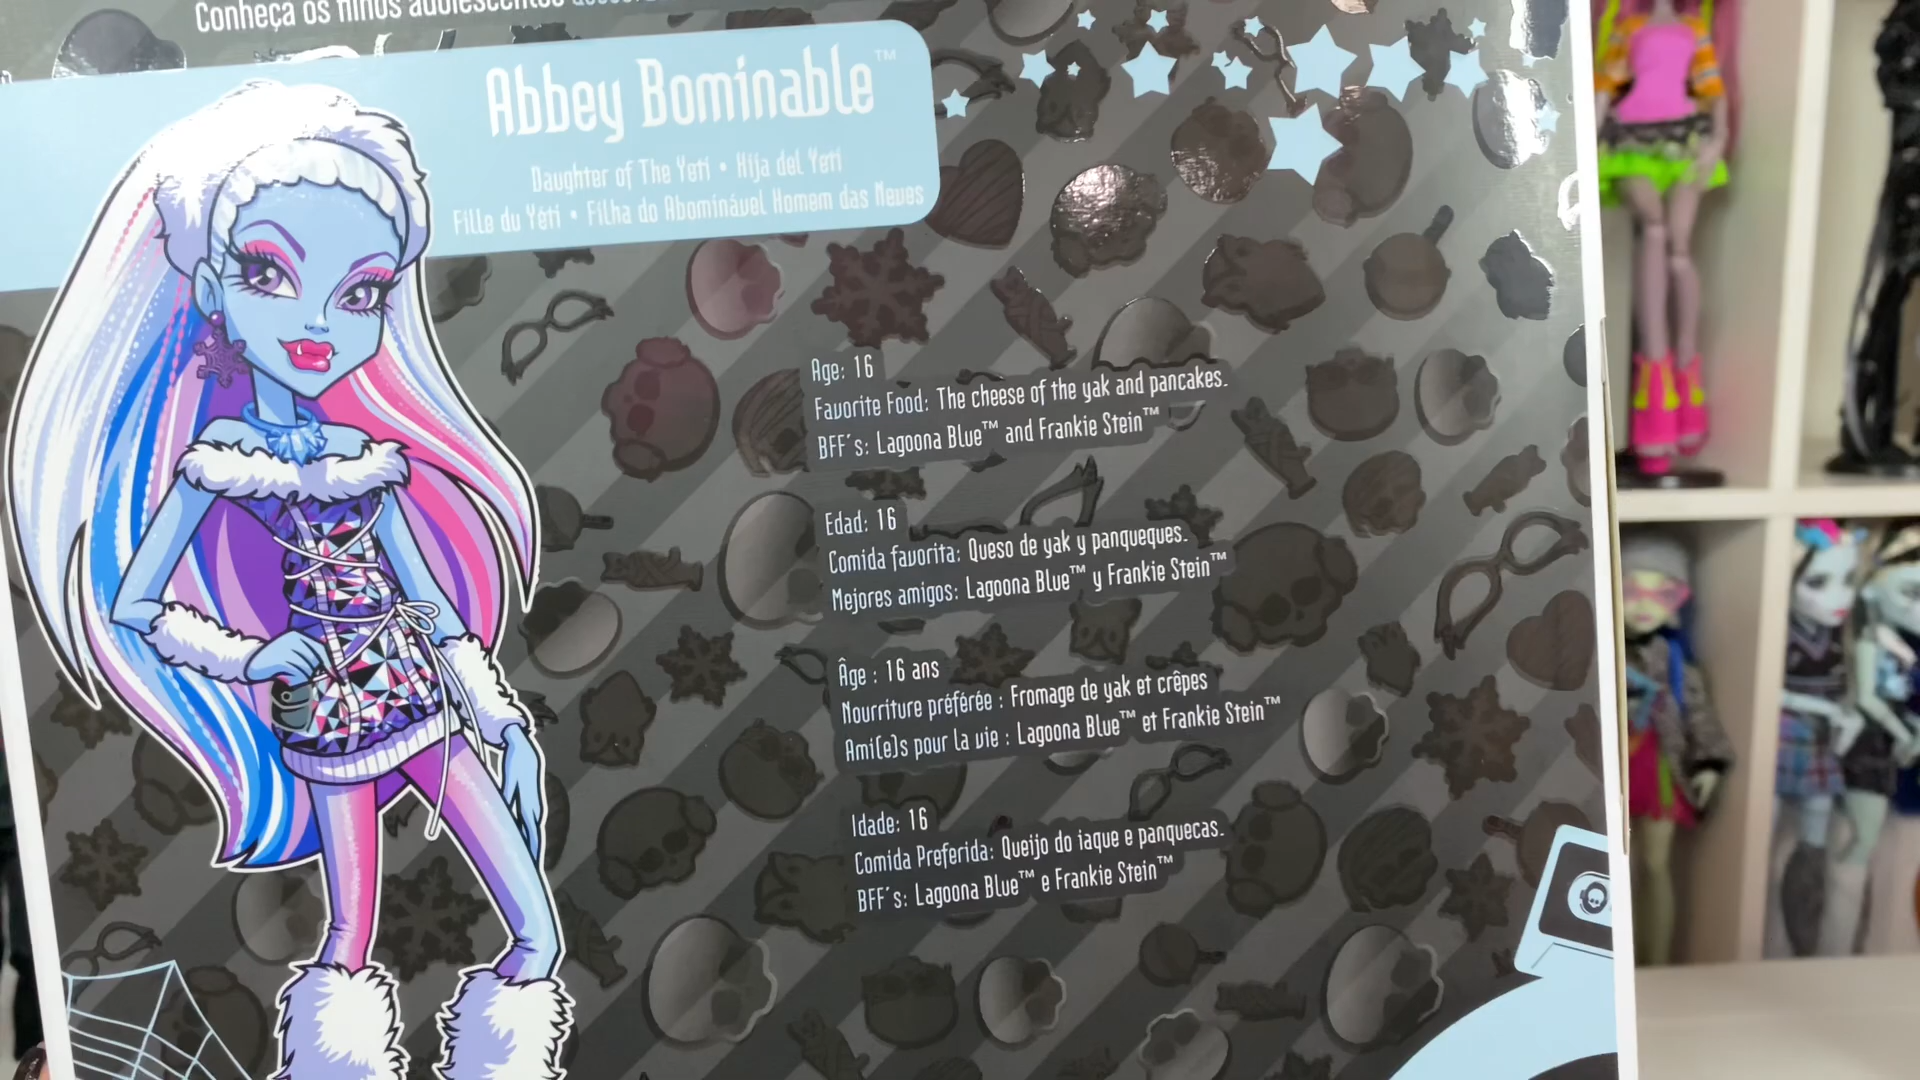 Conheça os filhos adolescentes
Abbey Bominable™
Daughter of The Yeti • Hija del Yeti
Fille du Yéti • Filha do Abominável Homem das Neves
Age: 16
Favorite Food: The cheese of the yak and pancakes.
BFF's: Lagoona Blue™ and Frankie Stein™
Edad: 16
Comida favorita: Queso de yak y panqueques.
Mejores amigos: Lagoona Blue™ y Frankie Stein™
Âge : 16 ans
Nourriture préférée : Fromage de yak et crêpes
Ami(e)s pour la vie : Lagoona Blue™ et Frankie Stein™
Idade: 16
Comida Preferida: Queijo do iaque e panquecas.
BFF's: Lagoona Blue™ e Frankie Stein™